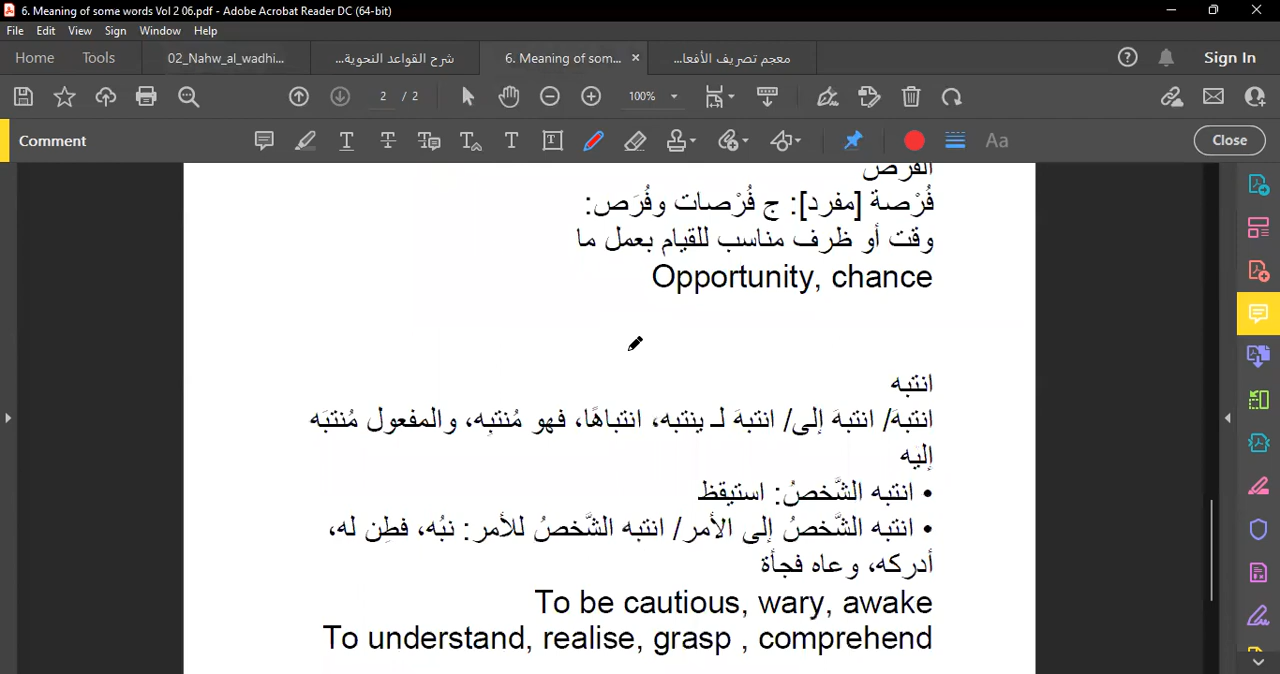 6. Meaning of some words Vol 2 06.pdf - Adobe Acrobat Reader DC (64-bit)
File Edit View Sign Window Help
Home Tools 02_Nahw_al_wadhi... شرح القواعد النحوية... 6. Meaning of som... معجم تصريف الأفعا... Sign In
2 / 2 100%
Comment Aa Close
الفرص
فُرْصة [مفرد]: ج فُرْصات وفُرَص:
وقت أو ظرف مناسب للقيام بعمل ما
Opportunity, chance
انتبه
انتبهَ/ انتبهَ إلى/ انتبهَ لـ ينتبه، انتباهًا، فهو مُنتبِه، والمفعول مُنتبَه
إليه
• انتبه الشَّخصُ: استيقظ
• انتبه الشَّخصُ إلى الأمر/ انتبه الشَّخصُ للأمر: نبُه، فطِن له،
أدركه، وعاه فجأة
To be cautious, wary, awake
To understand, realise, grasp , comprehend